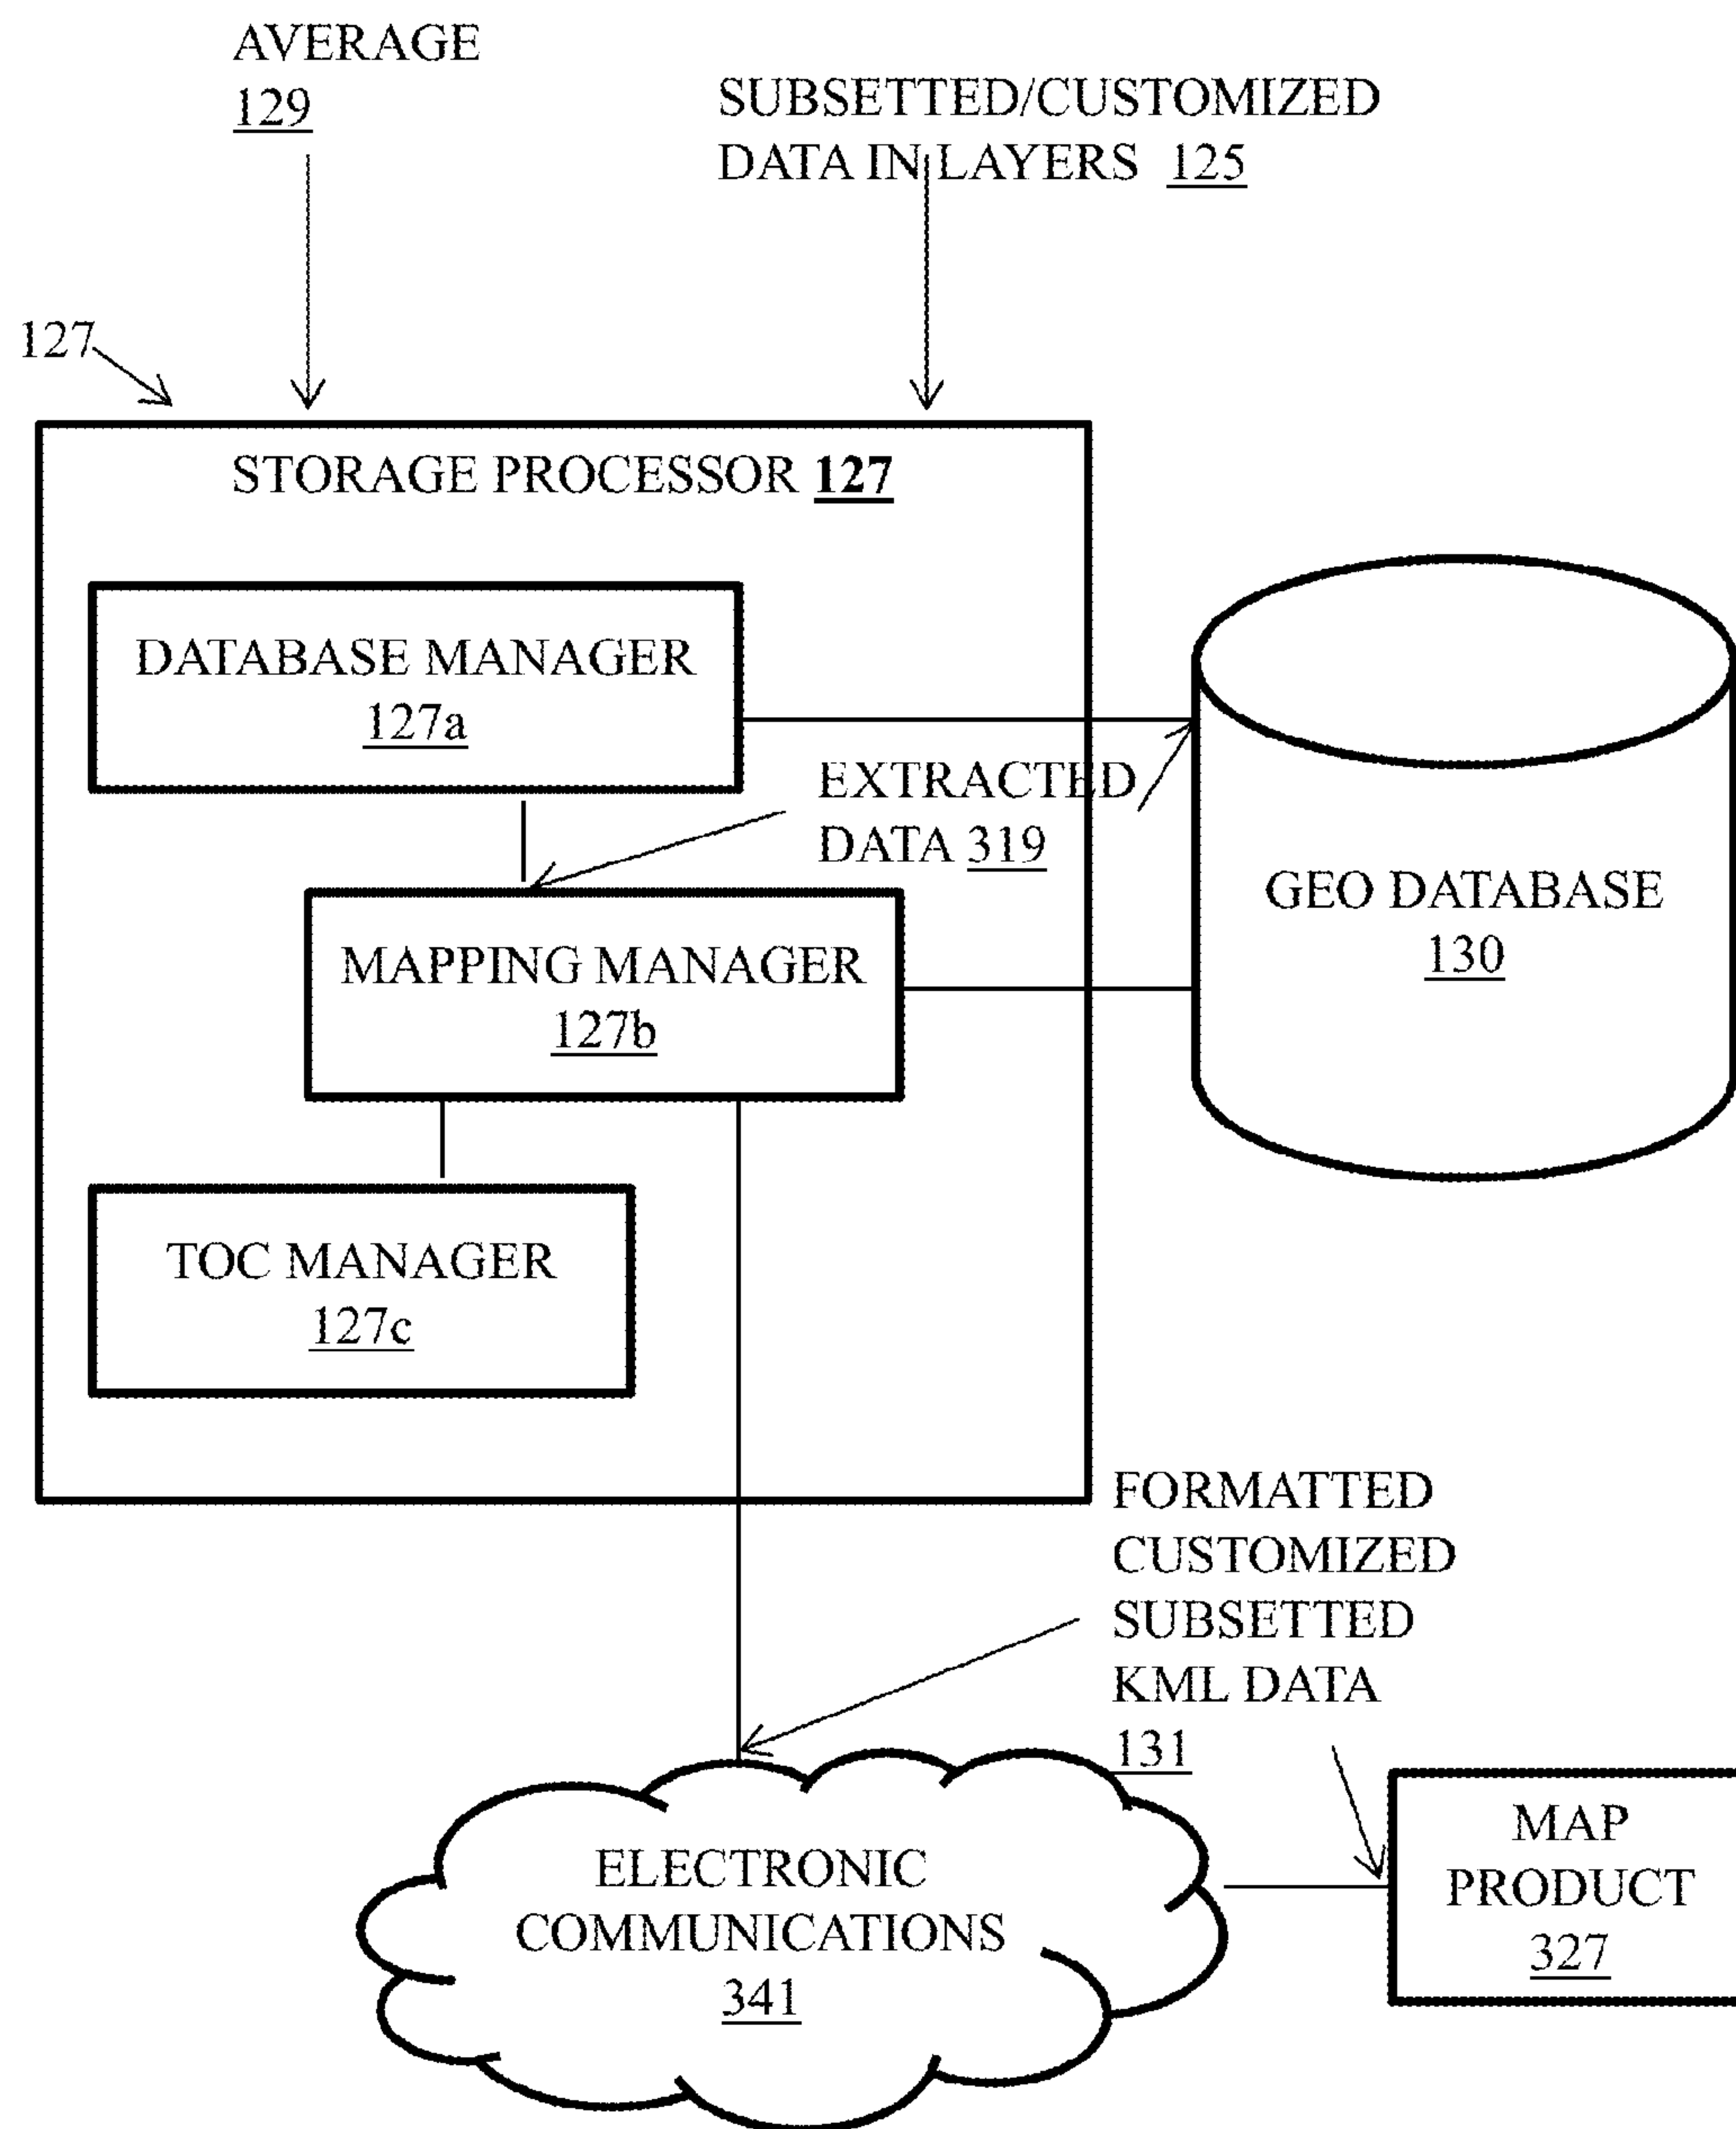 AVERAGE
129
SUBSETTED/CUSTOMIZED
DATA IN LAYERS 125
127
STORAGE PROCESSOR 127
DATABASE MANAGER
127a
EXTRACTED
DATA 319
GEO DATABASE
130
MAPPING MANAGER
127b
TOC MANAGER
127c
FORMATTED
CUSTOMIZED
SUBSETTED
KML DATA
131
MAP
PRODUCT
327
ELECTRONIC
COMMUNICATIONS
341